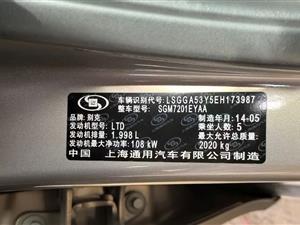 车辆识别代号: LSGGA53Y5EH173987
整车型号: SGM7201EYAA
品牌: 别克 制造年月: 14-05
发动机型号: LTD 乘坐人数: 5
发动机排量: 1.998L 最大允许总质量:
发动机最大净功率: 108 kW 2020 kg
中国 上海通用汽车有限公司制造